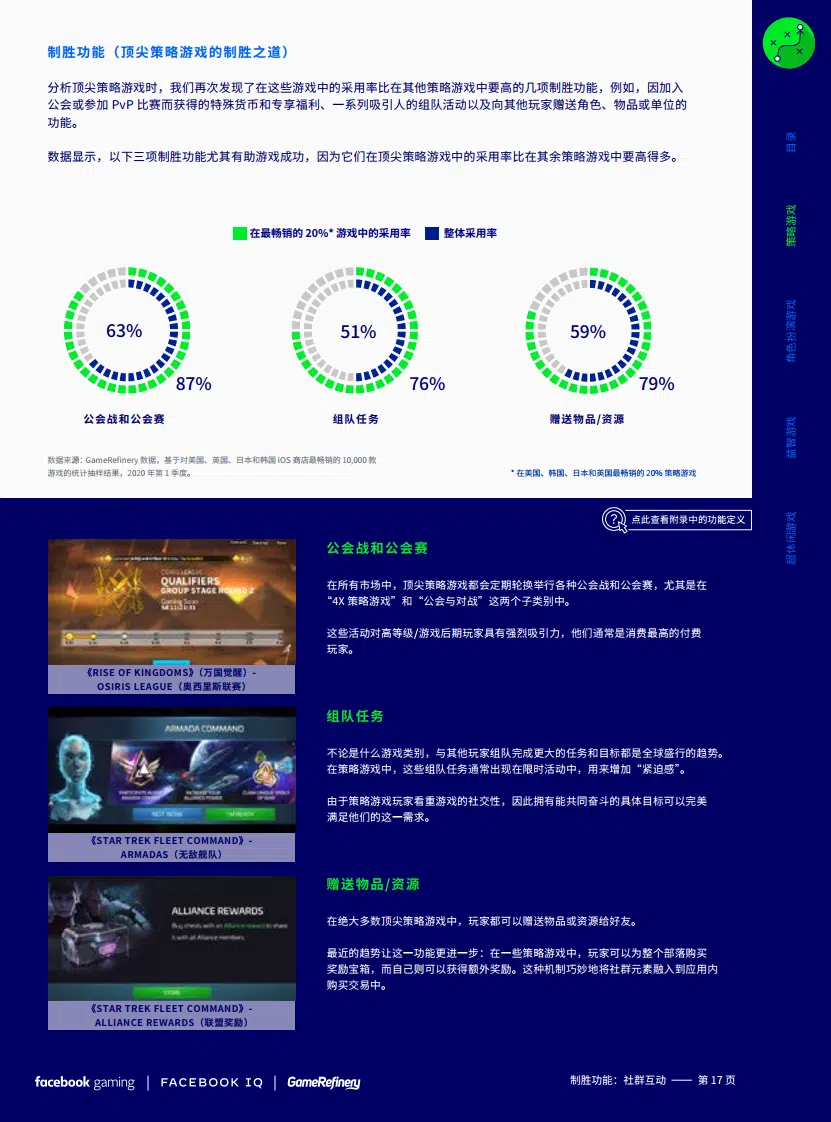 制胜功能（顶尖策略游戏的制胜之道）
分析顶尖策略游戏时，我们再次发现了在这些游戏中的采用率比在其他策略游戏中要高的几项制胜功能，例如，因加入
公会或参加 PvP 比赛而获得的特殊货币和专享福利、一系列吸引人的组队活动以及向其他玩家赠送角色、物品或单位的
功能。
数据显示，以下三项制胜功能尤其有助游戏成功，因为它们在顶尖策略游戏中的采用率比在其余策略游戏中要高得多。
在最畅销的 20%* 游戏中的采用率
整体采用率
63%
87%
公会战和公会赛
51%
76%
组队任务
59%
79%
赠送物品/资源
数据来源：GameRefinery 数据，基于对美国、英国、日本和韩国 iOS 商店最畅销的 10,000 款
游戏的统计抽样结果，2020 年第 1 季度。
* 在美国、韩国、日本和英国最畅销的 20% 策略游戏
目录
策略游戏
角色扮演游戏
益智游戏
超休闲游戏
? 点此查看附录中的功能定义
OSIRIS LEAGUE
QUALIFIERS
GROUP STAGE ROUND 2
Coming Soon
《RISE OF KINGDOMS》（万国觉醒）-
OSIRIS LEAGUE（奥西里斯联赛）
公会战和公会赛
在所有市场中，顶尖策略游戏都会定期轮换举行各种公会战和公会赛，尤其是在
“4X 策略游戏”和“公会与对战”这两个子类别中。
这些活动对高等级/游戏后期玩家具有强烈吸引力，他们通常是消费最高的付费
玩家。
ARMADA COMMAND
NOT NOW
I'M READY
《STAR TREK FLEET COMMAND》-
ARMADAS（无敌舰队）
组队任务
不论是什么游戏类别，与其他玩家组队完成更大的任务和目标都是全球盛行的趋势。
在策略游戏中，这些组队任务通常出现在限时活动中，用来增加“紧迫感”。
由于策略游戏玩家看重游戏的社交性，因此拥有能共同奋斗的具体目标可以完美
满足他们的这一需求。
ALLIANCE REWARDS
Buy chests with an Alliance reward to share
it with all Alliance members
STORE
《STAR TREK FLEET COMMAND》-
ALLIANCE REWARDS（联盟奖励）
赠送物品/资源
在绝大多数顶尖策略游戏中，玩家都可以赠送物品或资源给好友。
最近的趋势让这一功能更进一步：在一些策略游戏中，玩家可以为整个部落购买
奖励宝箱，而自己则可以获得额外奖励。这种机制巧妙地将社群元素融入到应用内
购买交易中。
facebook gaming | FACEBOOK IQ | GameRefinery
制胜功能：社群互动 —— 第 17 页